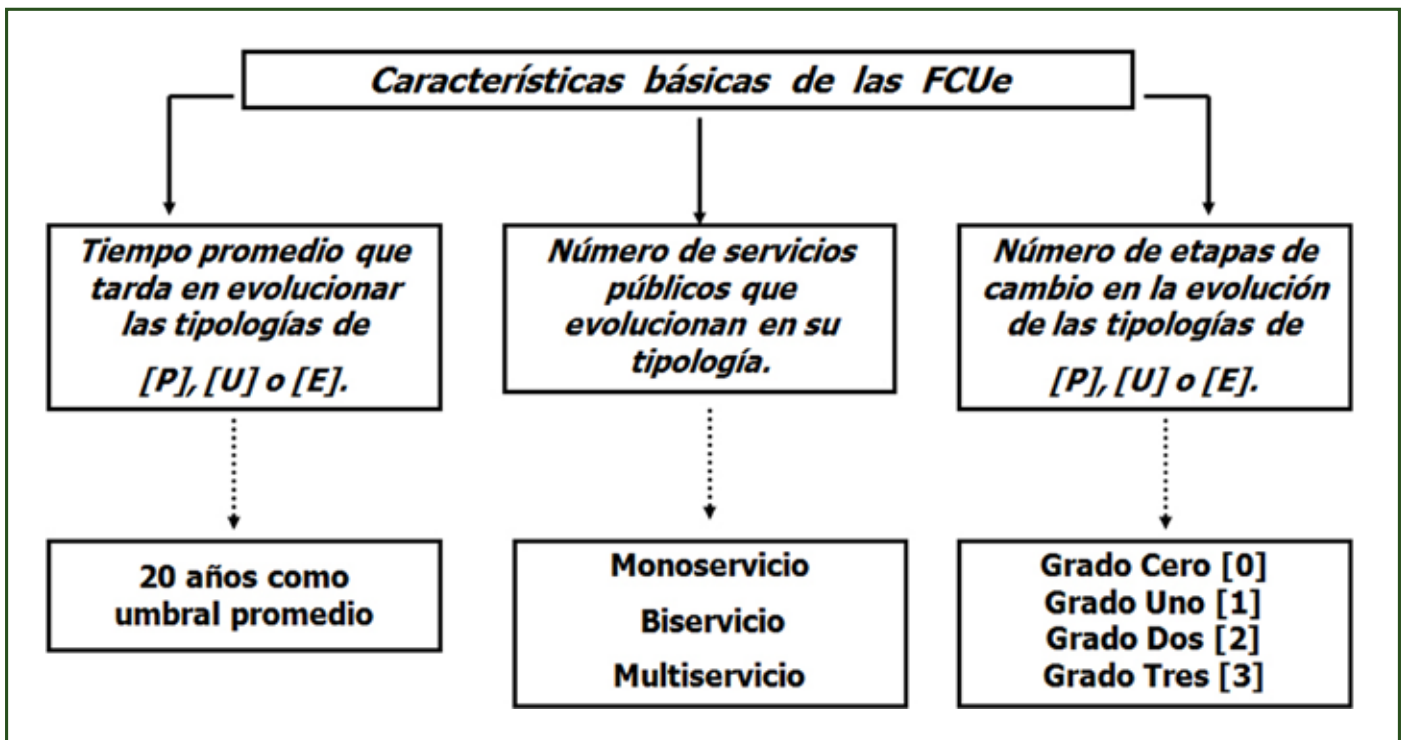 Características básicas de las FCUe
Tiempo promedio que
tarda en evolucionar
las tipologías de
[P], [U] o [E].
Número de servicios
públicos que
evolucionan en su
tipología.
Número de etapas de
cambio en la evolución
de las tipologías de
[P], [U] o [E].
20 años como
umbral promedio
Monoservicio
Biservicio
Multiservicio
Grado Cero [0]
Grado Uno [1]
Grado Dos [2]
Grado Tres [3]